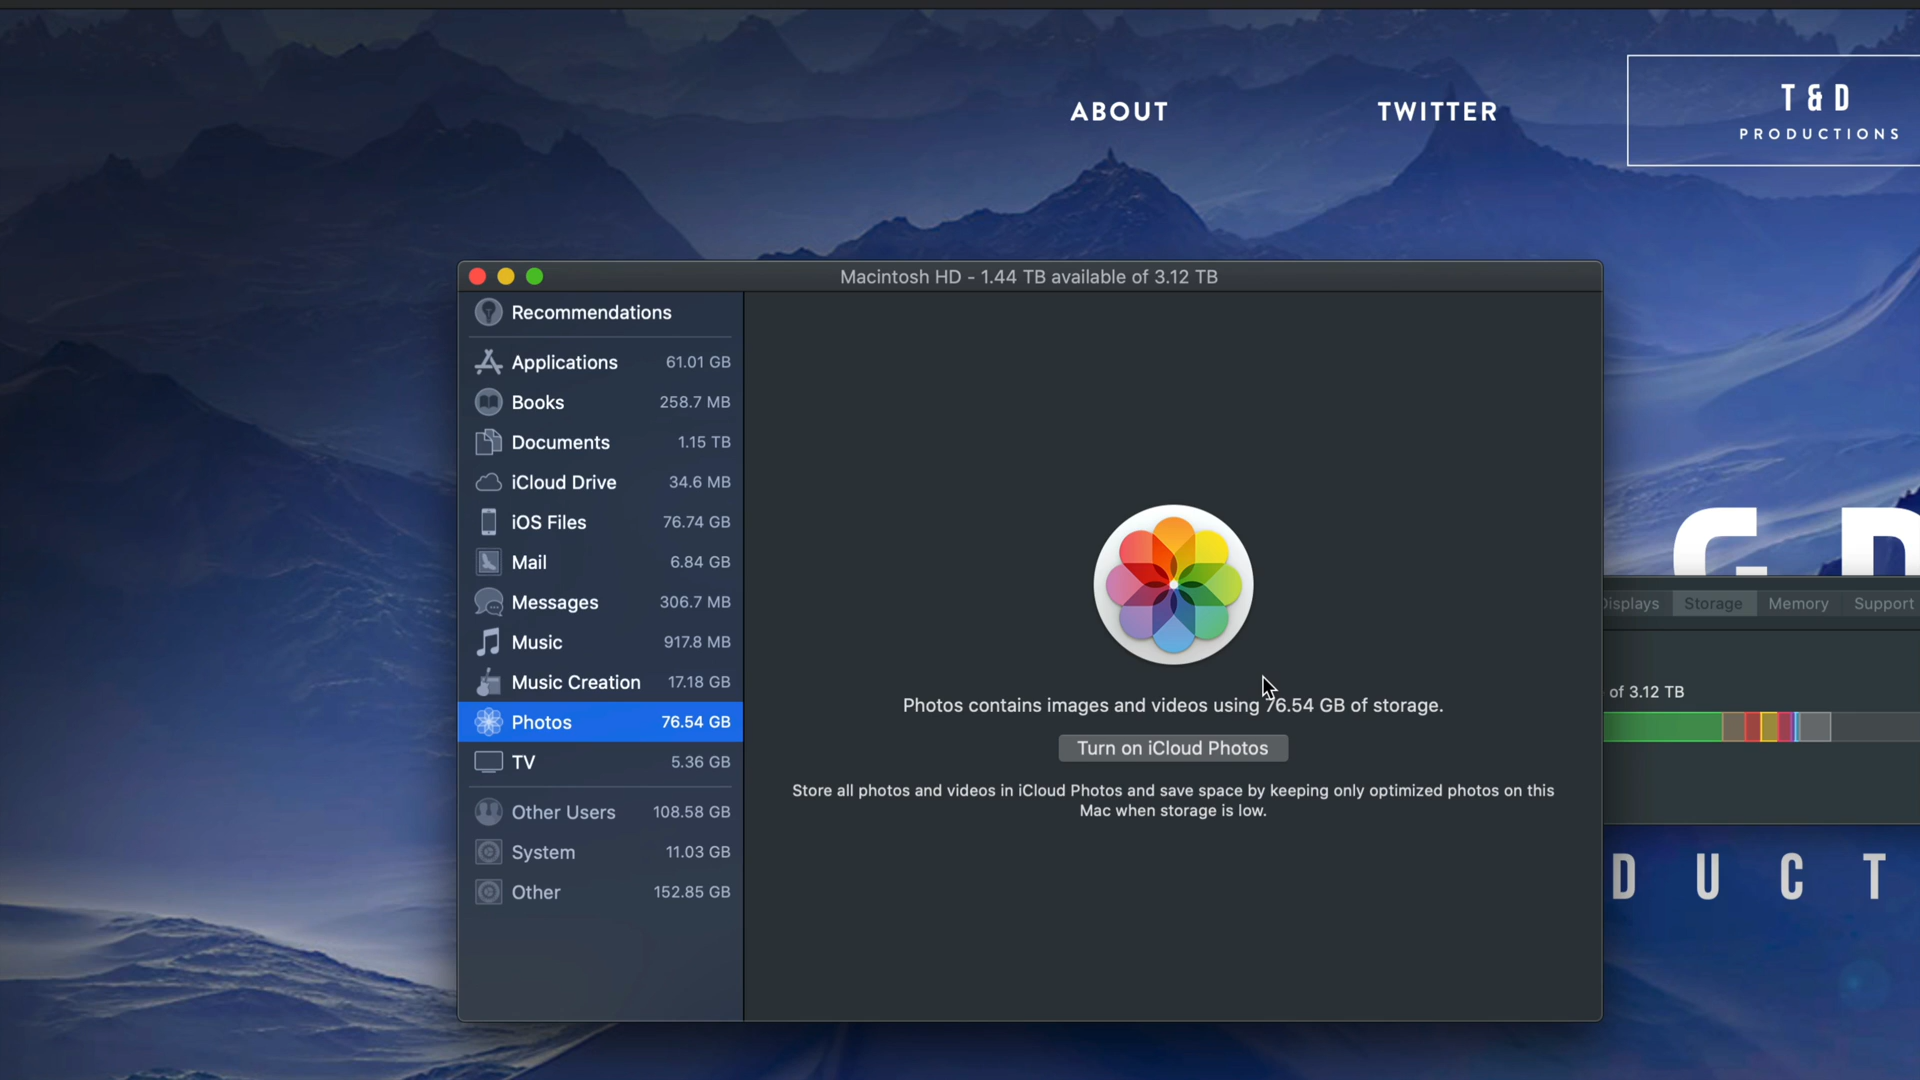 ABOUT
TWITTER
T & D
PRODUCTIONS
Macintosh HD - 1.44 TB available of 3.12 TB
Recommendations
Applications 61.01 GB
Books 258.7 MB
Documents 1.15 TB
iCloud Drive 34.6 MB
iOS Files 76.74 GB
Mail 6.84 GB
Messages 306.7 MB
Music 917.8 MB
Music Creation 17.18 GB
Photos 76.54 GB
TV 5.36 GB
Other Users 108.58 GB
System 11.03 GB
Other 152.85 GB
Photos contains images and videos using 76.54 GB of storage.
Turn on iCloud Photos
Store all photos and videos in iCloud Photos and save space by keeping only optimized photos on this
Mac when storage is low.
Displays Storage Memory Support
of 3.12 TB
D U C T